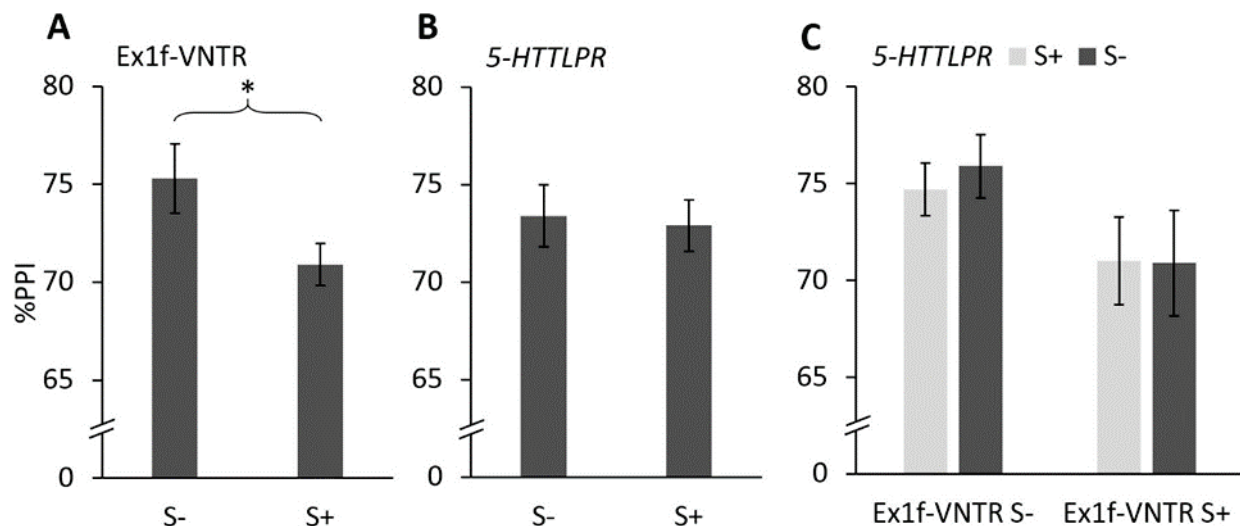 A
Ex1f-VNTR
%PPI
80
75
70
65
0
*
S-
S+
B
5-HTTLPR
80
75
70
65
0
S-
S+
C
5-HTTLPR S+ S-
80
75
70
65
0
Ex1f-VNTR S- Ex1f-VNTR S+